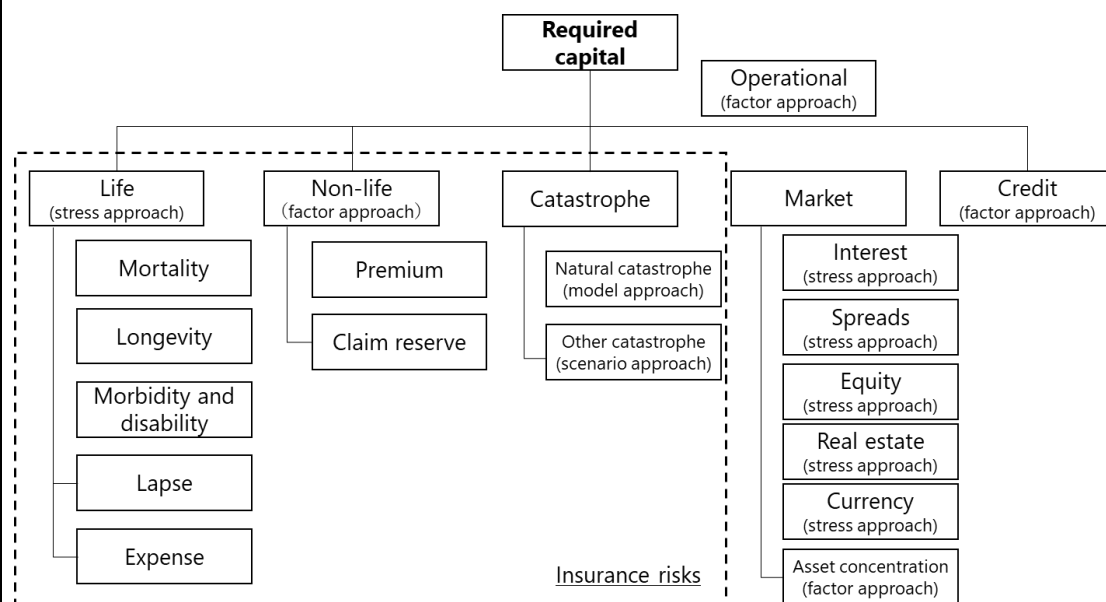 Required
capital
Operational
(factor approach)
Life
(stress approach)
Non-life
(factor approach）
Catastrophe
Market
Credit
(factor approach)
Mortality
Longevity
Morbidity and
disability
Lapse
Expense
Premium
Claim reserve
Natural catastrophe
(model approach)
Other catastrophe
(scenario approach)
Interest
(stress approach)
Spreads
(stress approach)
Equity
(stress approach)
Real estate
(stress approach)
Currency
(stress approach)
Asset concentration
(factor approach)
Insurance risks